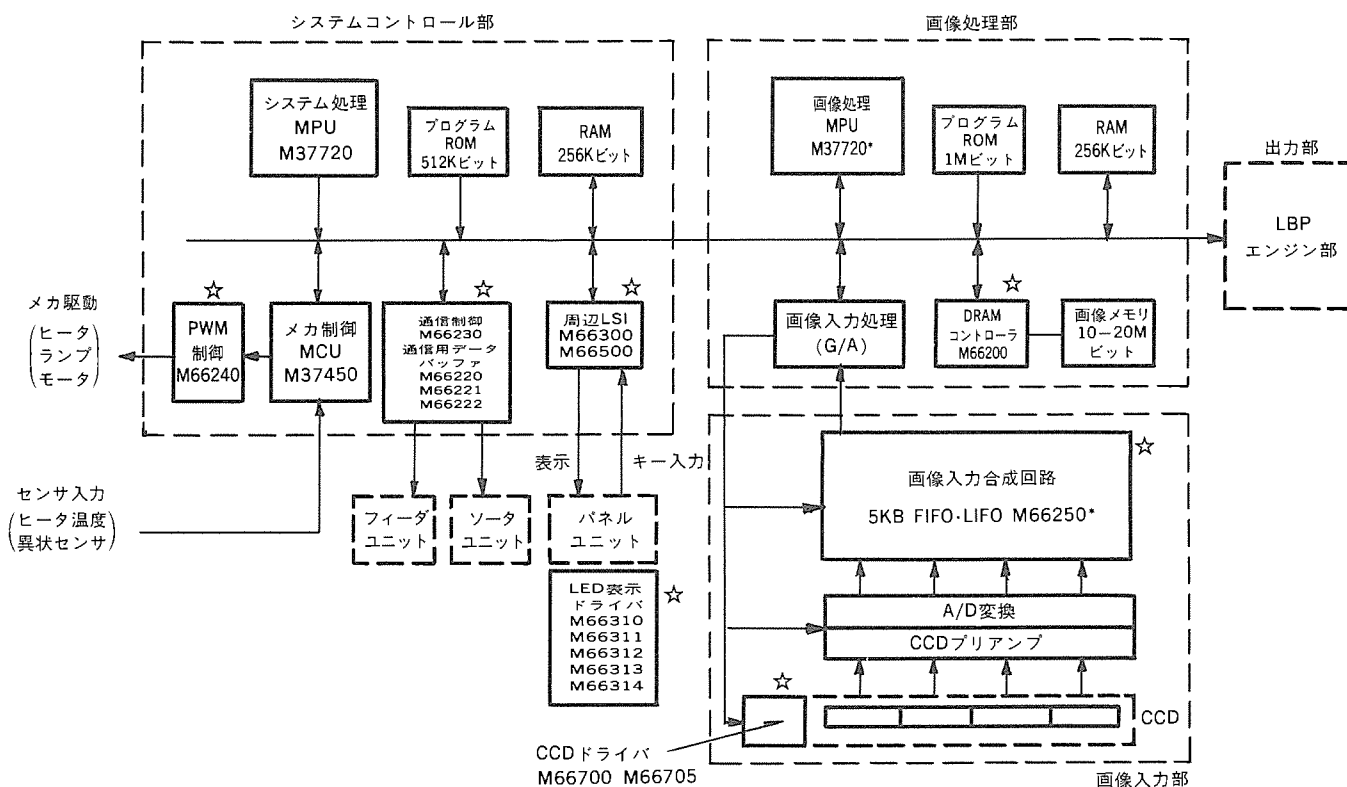 システムコントロール部
システム処理
MPU
M37720
プログラム
ROM
512Kビット
RAM
256Kビット
☆
PWM
制御
M66240
メカ制御
MCU
M37450
☆
通信制御
M66230
通信用データ
バッファ
M66220
M66221
M66222
☆
周辺LSI
M66300
M66500
メカ駆動
(ヒータ
ランプ
モータ)
センサ入力
(ヒータ温度
異状センサ)
フィーダ
ユニット
ソータ
ユニット
表示
キー入力
パネル
ユニット
LED表示
ドライバ
M66310
M66311
M66312
M66313
M66314
☆
画像処理部
画像処理
MPU
M37720*
プログラム
ROM
1Mビット
RAM
256Kビット
画像入力処理
(G/A)
☆
DRAM
コントローラ
M66200
画像メモリ
10−20M
ビット
出力部
LBP
エンジン部
☆
画像入力合成回路
5KB FIFO·LIFO M66250*
A/D変換
CCDプリアンプ
☆
CCD
CCDドライバ
M66700 M66705
画像入力部